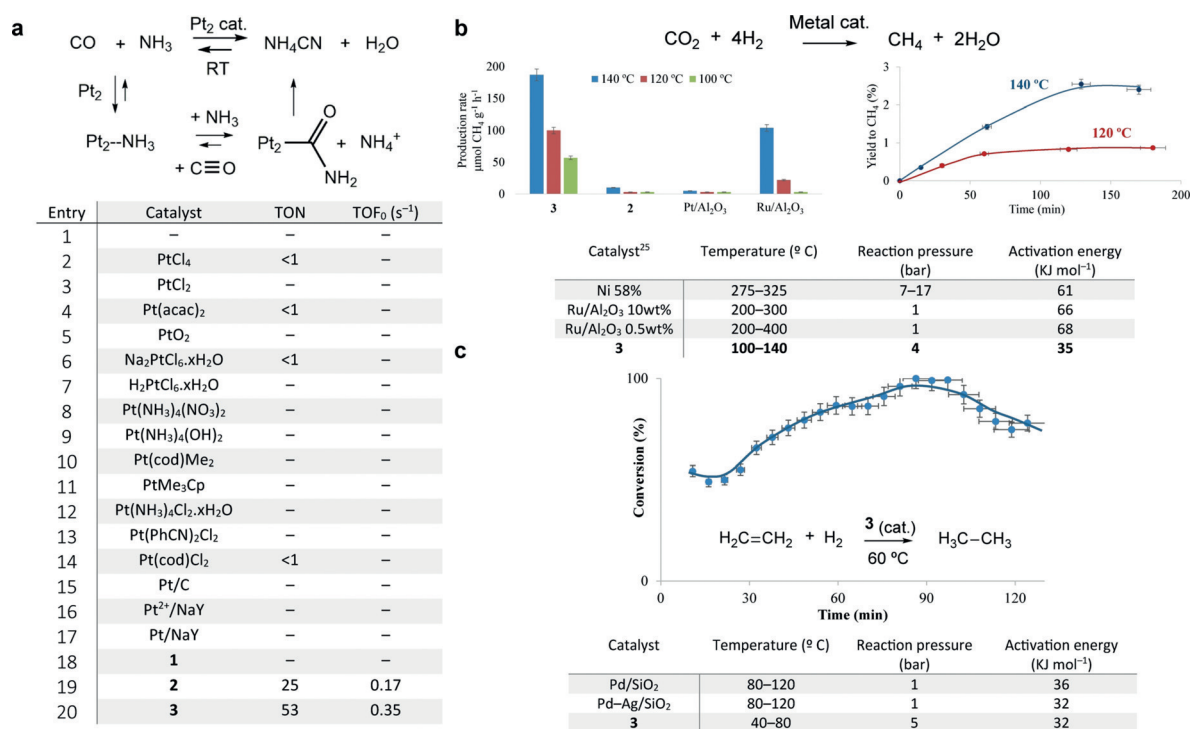 a
Pt2 cat.
CO + NH3 NH4CN + H2O
RT
Pt2
+ NH3
Pt2--NH3
+ C≡O
O
Pt2
NH2
+ NH4+
Entry Catalyst TON TOF0 (s−1)
1 – – –
2 PtCl4 <1 –
3 PtCl2 – –
4 Pt(acac)2 <1 –
5 PtO2 – –
6 Na2PtCl6.xH2O <1 –
7 H2PtCl6.xH2O – –
8 Pt(NH3)4(NO3)2 – –
9 Pt(NH3)4(OH)2 – –
10 Pt(cod)Me2 – –
11 PtMe3Cp – –
12 Pt(NH3)4Cl2.xH2O – –
13 Pt(PhCN)2Cl2 – –
14 Pt(cod)Cl2 <1 –
15 Pt/C – –
16 Pt2+/NaY – –
17 Pt/NaY – –
18 1 – –
19 2 25 0.17
20 3 53 0.35
b
Metal cat.
CO2 + 4H2 CH4 + 2H2O
Production rate
µmol CH4 g-1 h-1
200
150
100
50
0
140 ºC 120 ºC 100 ºC
3 2 Pt/Al2O3 Ru/Al2O3
Yield to CH4 (%)
3
2
1
0
140 ºC
120 ºC
0 50 100 150 200
Time (min)
Catalyst25 Temperature (º C) Reaction pressure (bar) Activation energy (KJ mol−1)
Ni 58% 275–325 7–17 61
Ru/Al2O3 10wt% 200–300 1 66
Ru/Al2O3 0.5wt% 200–400 1 68
3 100–140 4 35
c
Conversion (%)
100
0
3 (cat.)
H2C=CH2 + H2 H3C−CH3
60 ºC
0 30 60 90 120
Time (min)
Catalyst Temperature (º C) Reaction pressure (bar) Activation energy (KJ mol−1)
Pd/SiO2 80–120 1 36
Pd–Ag/SiO2 80–120 1 32
3 40–80 5 32